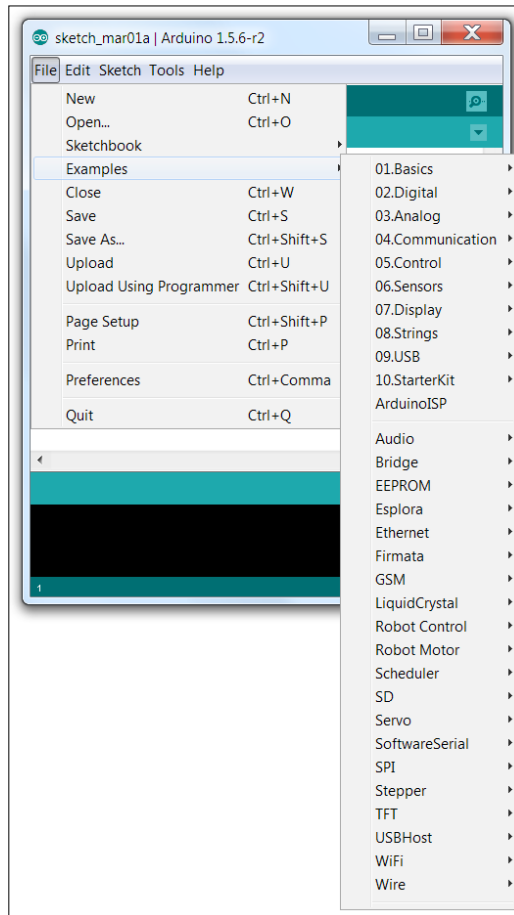 sketch_mar01a | Arduino 1.5.6-r2
File Edit Sketch Tools Help
New Ctrl+N
Open... Ctrl+O
Sketchbook
Examples
Close Ctrl+W
Save Ctrl+S
Save As... Ctrl+Shift+S
Upload Ctrl+U
Upload Using Programmer Ctrl+Shift+U
Page Setup Ctrl+Shift+P
Print Ctrl+P
Preferences Ctrl+Comma
Quit Ctrl+Q
1
01.Basics
02.Digital
03.Analog
04.Communication
05.Control
06.Sensors
07.Display
08.Strings
09.USB
10.StarterKit
ArduinoISP
Audio
Bridge
EEPROM
Esplora
Ethernet
Firmata
GSM
LiquidCrystal
Robot Control
Robot Motor
Scheduler
SD
Servo
SoftwareSerial
SPI
Stepper
TFT
USBHost
WiFi
Wire